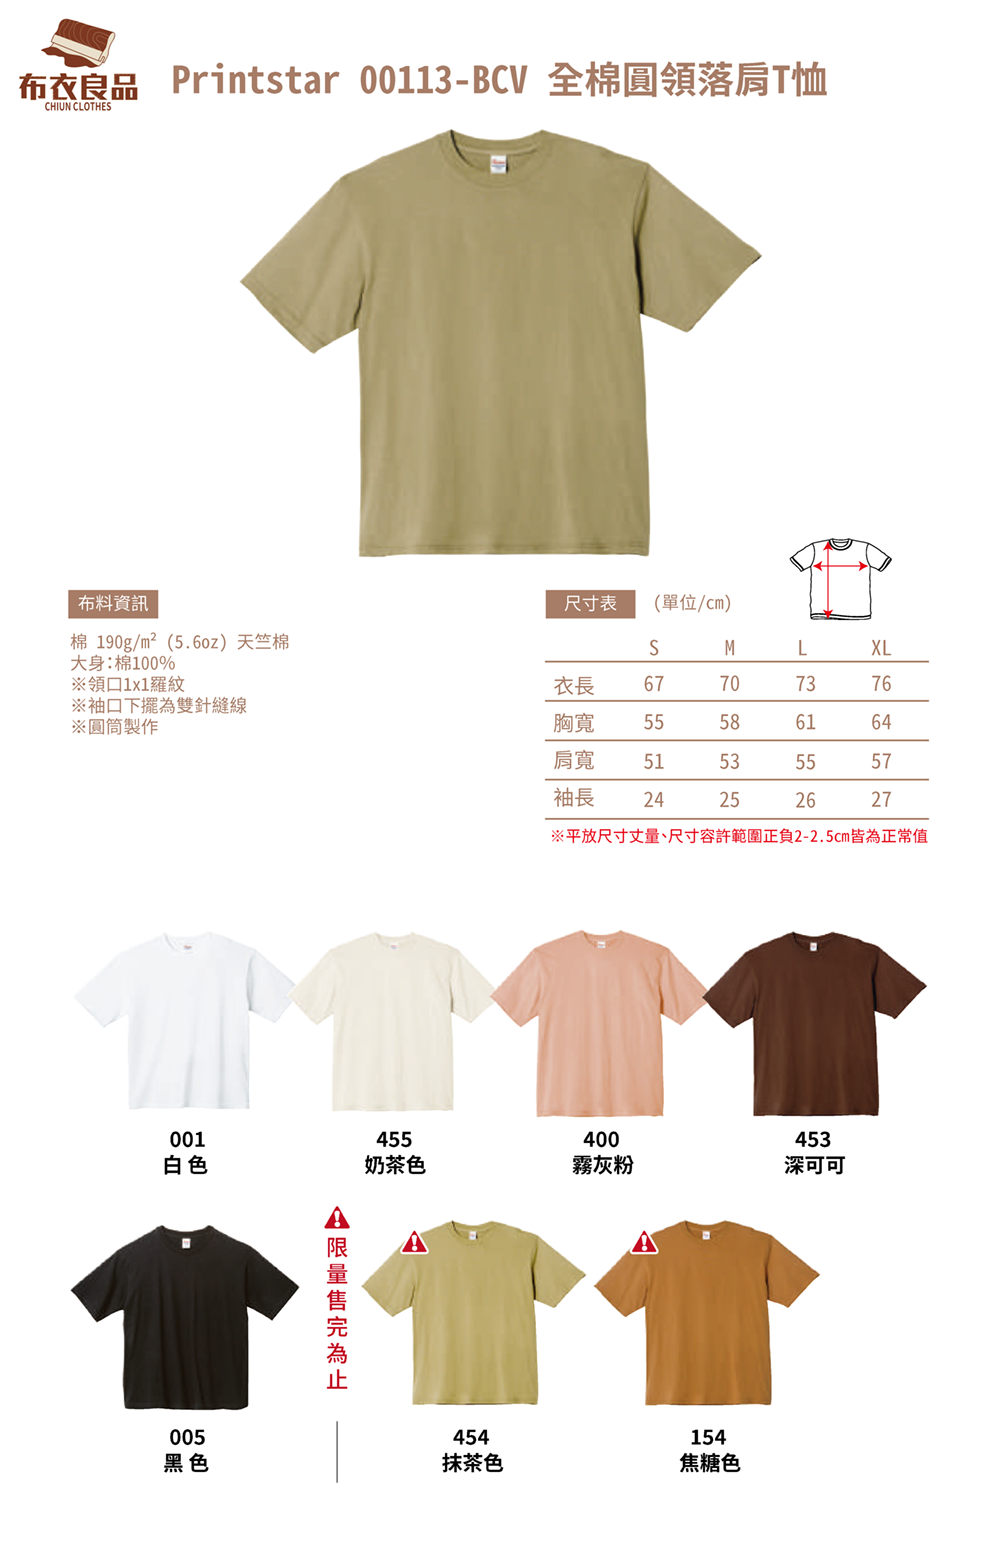 布衣良品
CHIUN CLOTHES
Printstar 00113-BCV 全棉圓領落肩T恤
布料資訊
棉 190g/m² (5.6oz) 天竺棉
大身:棉100%
※領口1x1羅紋
※袖口下擺為雙針縫線
※圓筒製作
尺寸表 (單位/cm)
S M L XL
衣長 67 70 73 76
胸寬 55 58 61 64
肩寬 51 53 55 57
袖長 24 25 26 27
※平放尺寸丈量、尺寸容許範圍正負2-2.5cm皆為正常值
001
白色
455
奶茶色
400
霧灰粉
453
深可可
005
黑色
限量售完為止
454
抹茶色
154
焦糖色